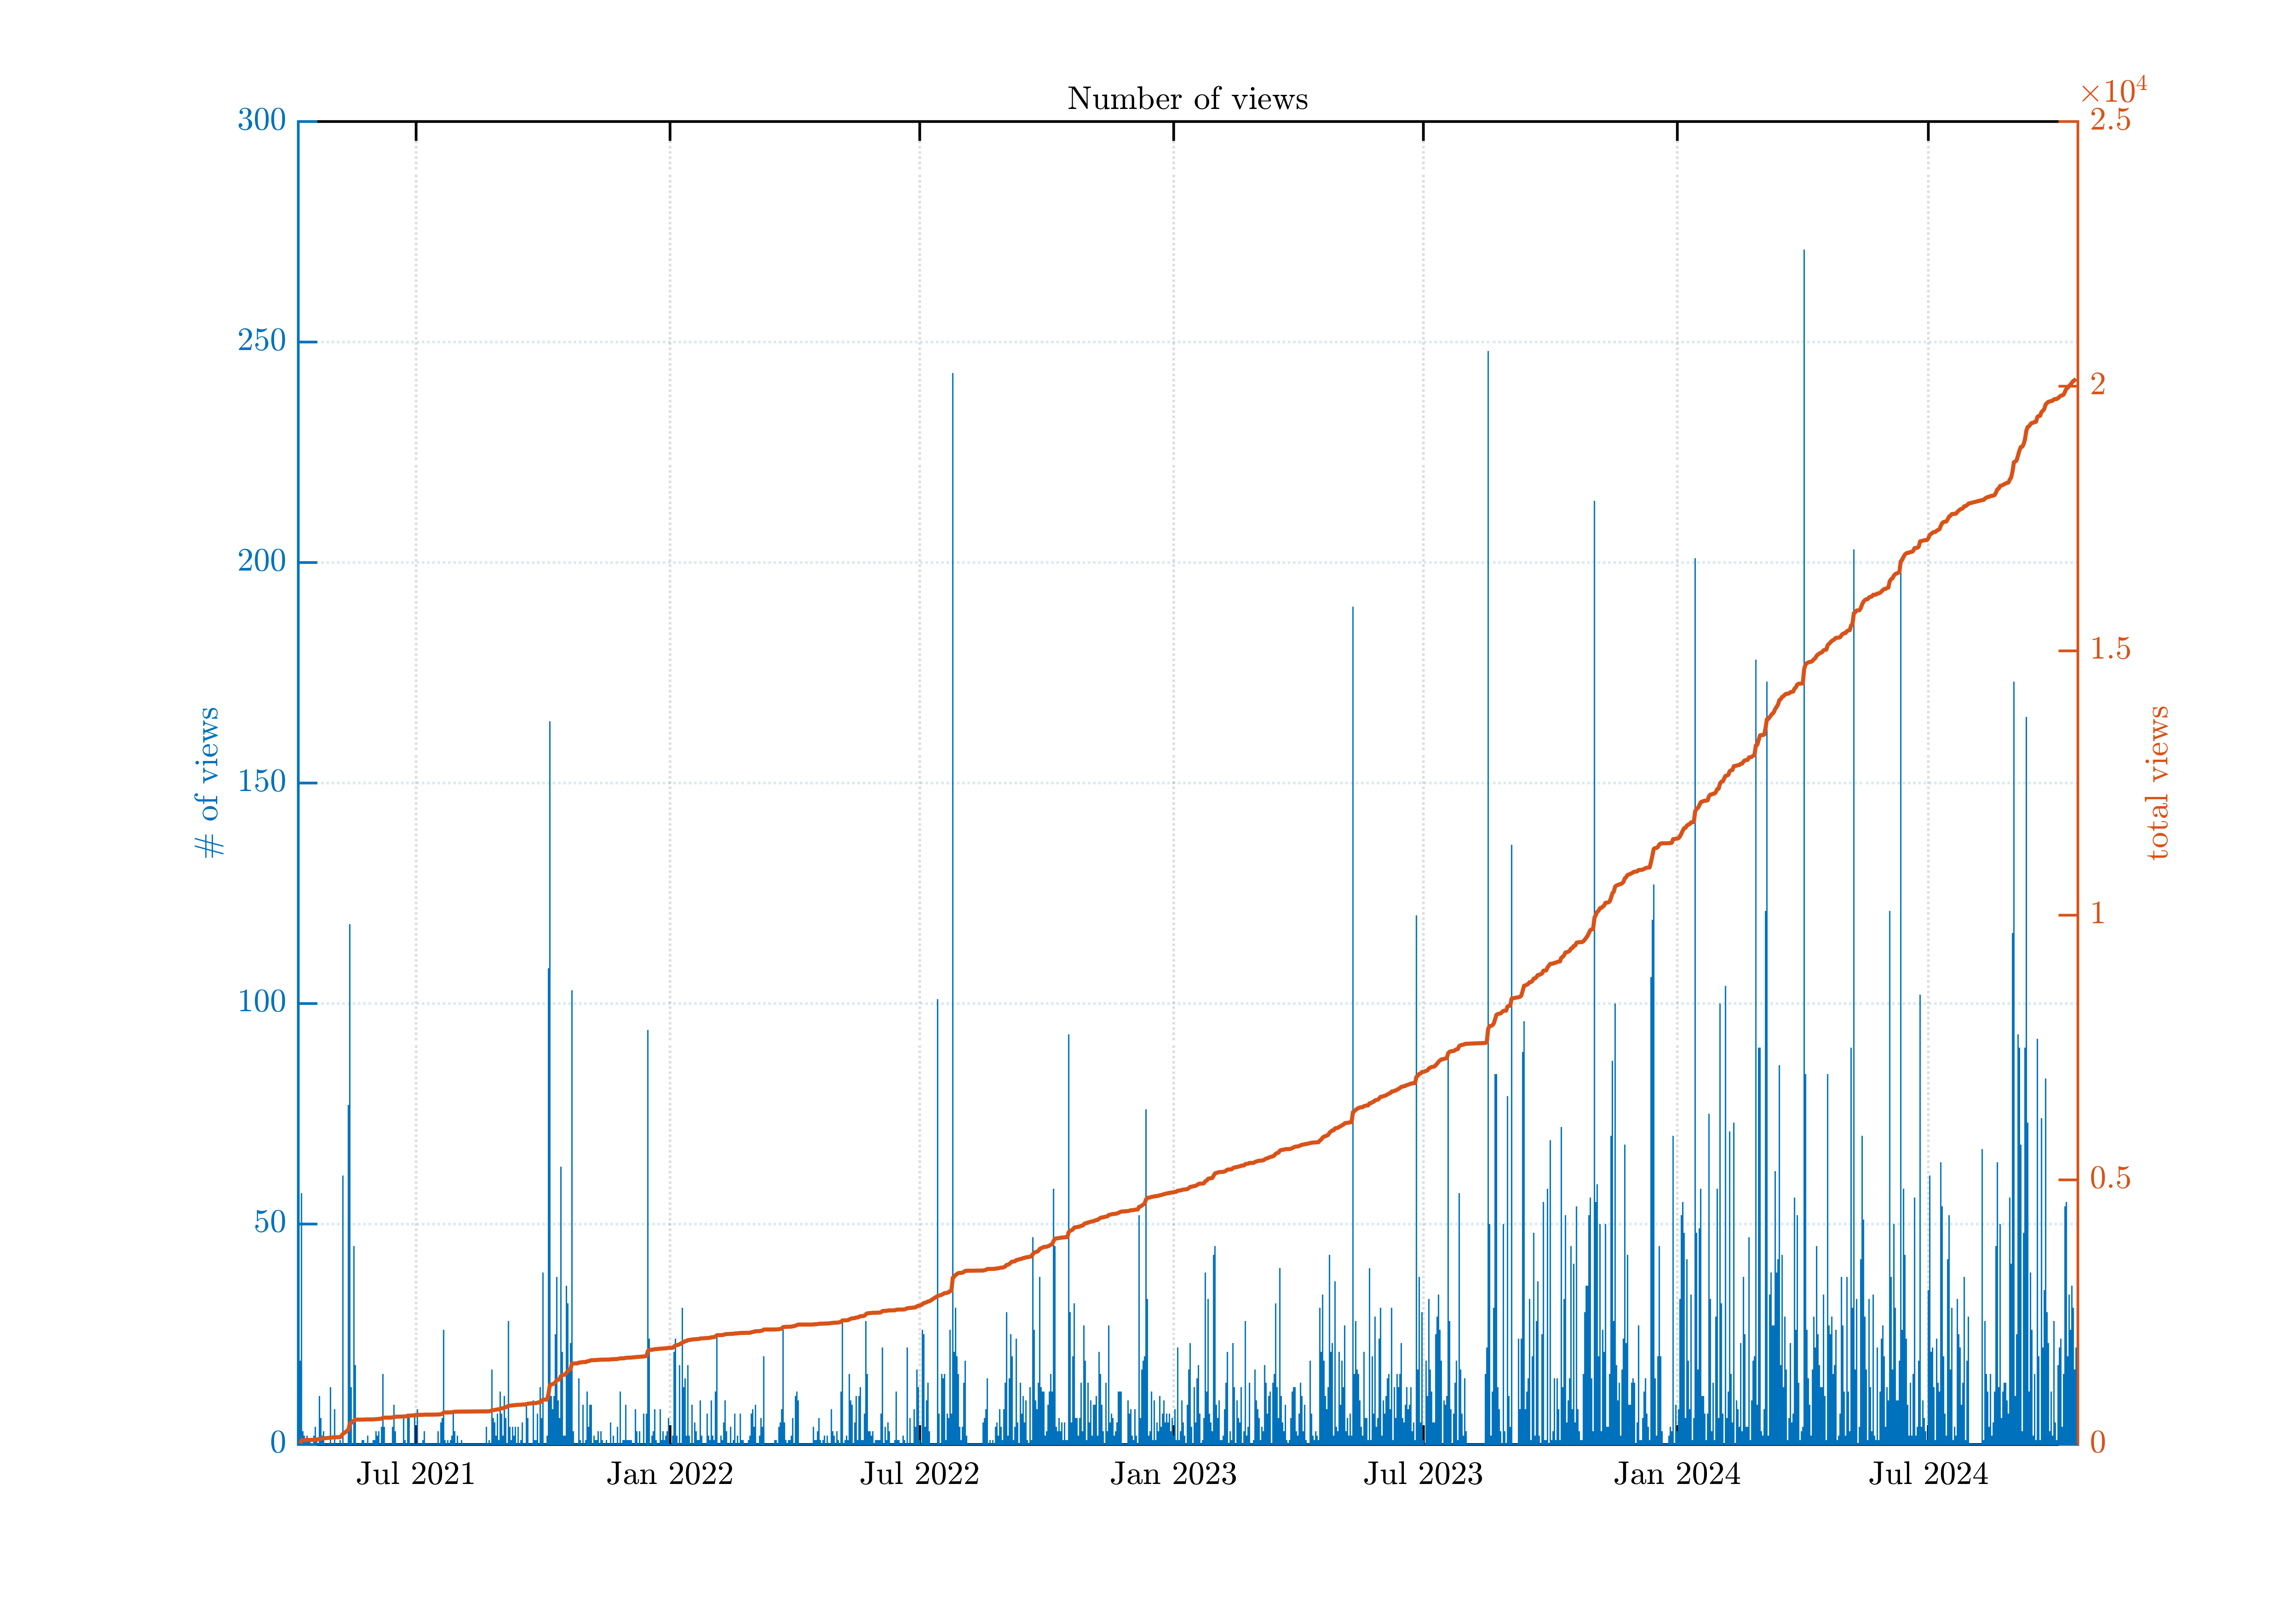 Number of views
×10⁴
300
250
200
150
100
50
0
# of views
2.5
2
1.5
1
0.5
0
total views
Jul 2021
Jan 2022
Jul 2022
Jan 2023
Jul 2023
Jan 2024
Jul 2024